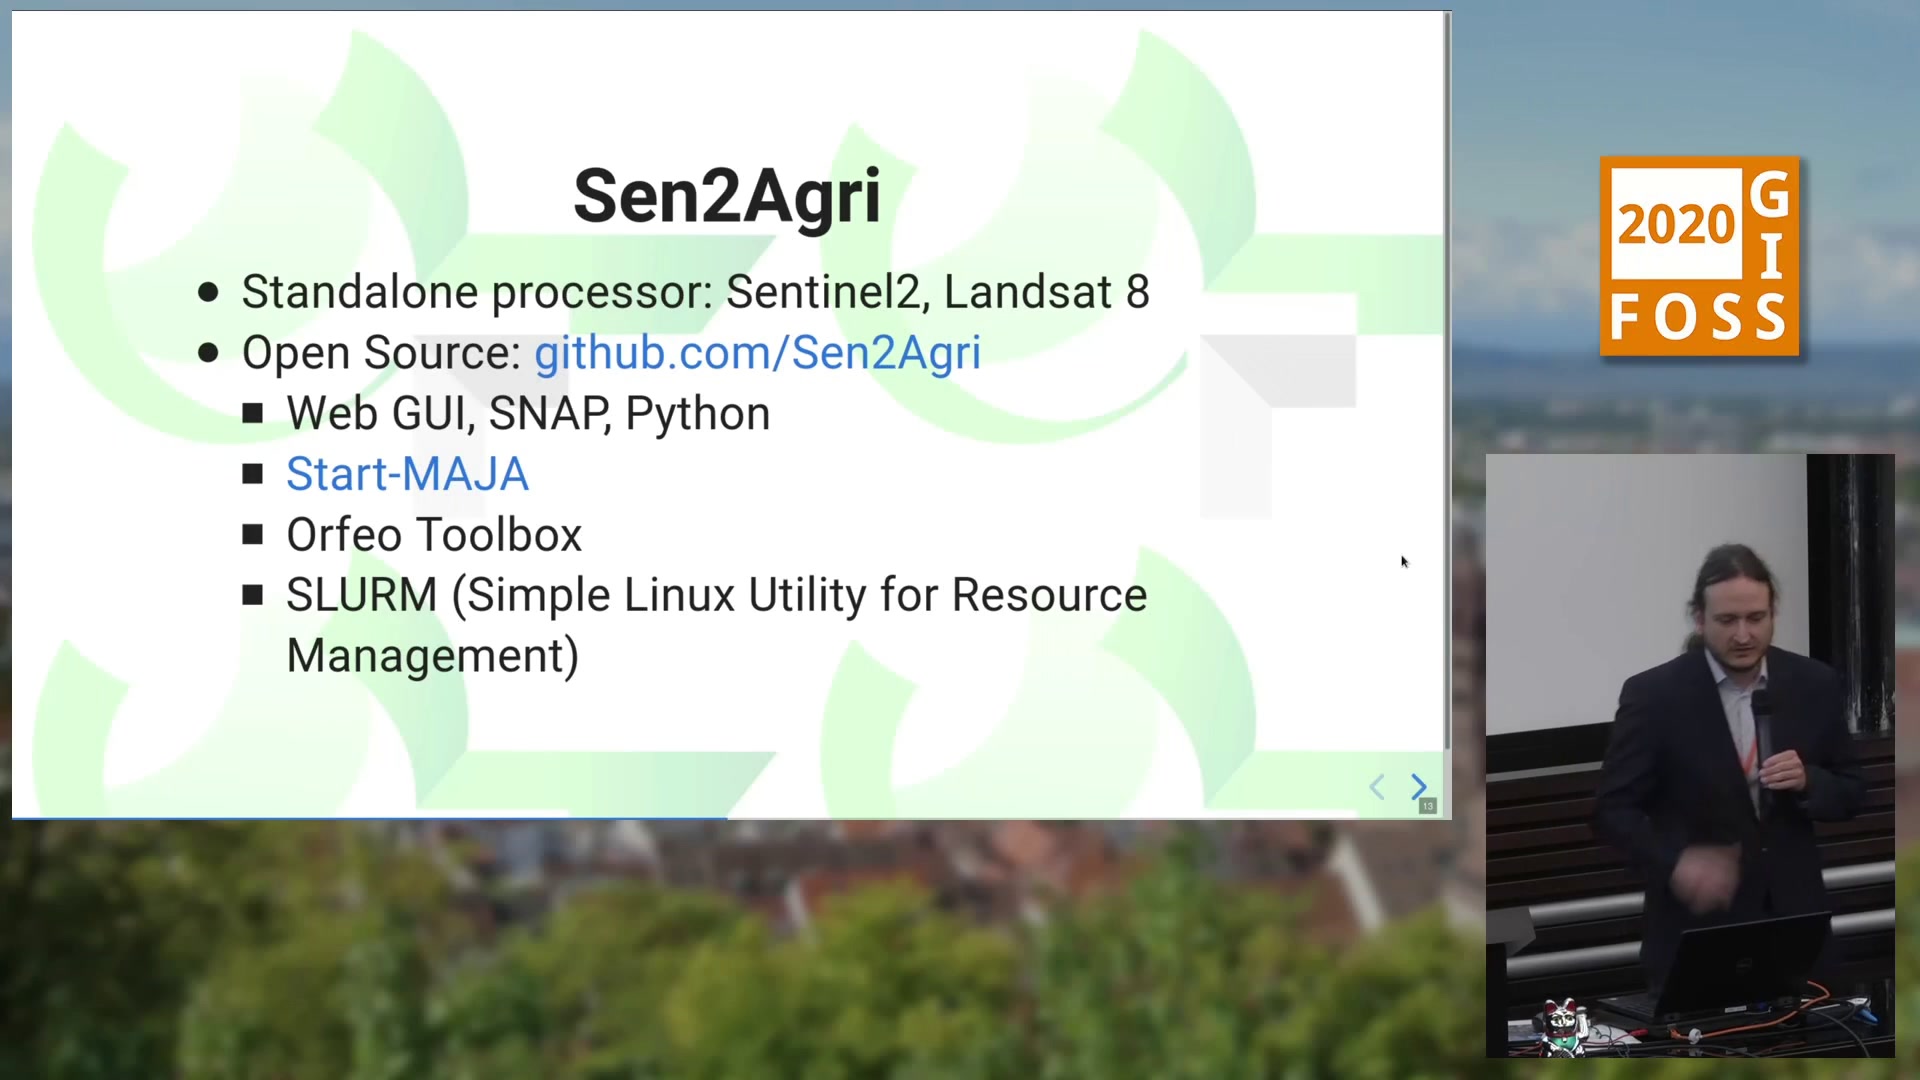 Sen2Agri
Standalone processor: Sentinel2, Landsat 8
Open Source: github.com/Sen2Agri
Web GUI, SNAP, Python
Start-MAJA
Orfeo Toolbox
SLURM (Simple Linux Utility for Resource
Management)
13
2020
GIS
FOSS